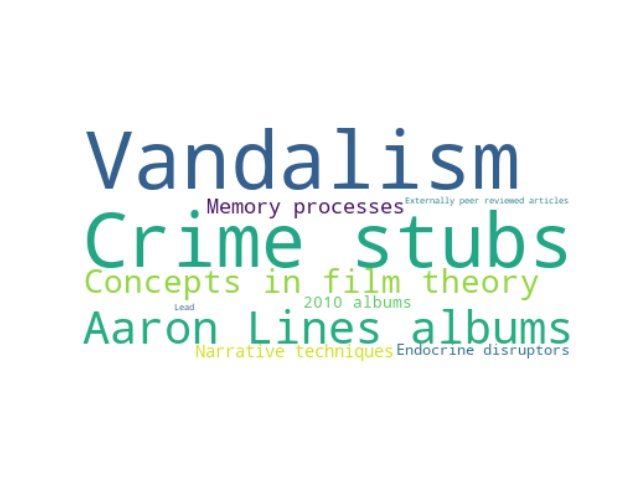 Vandalism
Memory processes
Externally peer reviewed articles
Crime stubs
Concepts in film theory
2010 albums
Lead
Aaron Lines albums
Narrative techniques
Endocrine disruptors